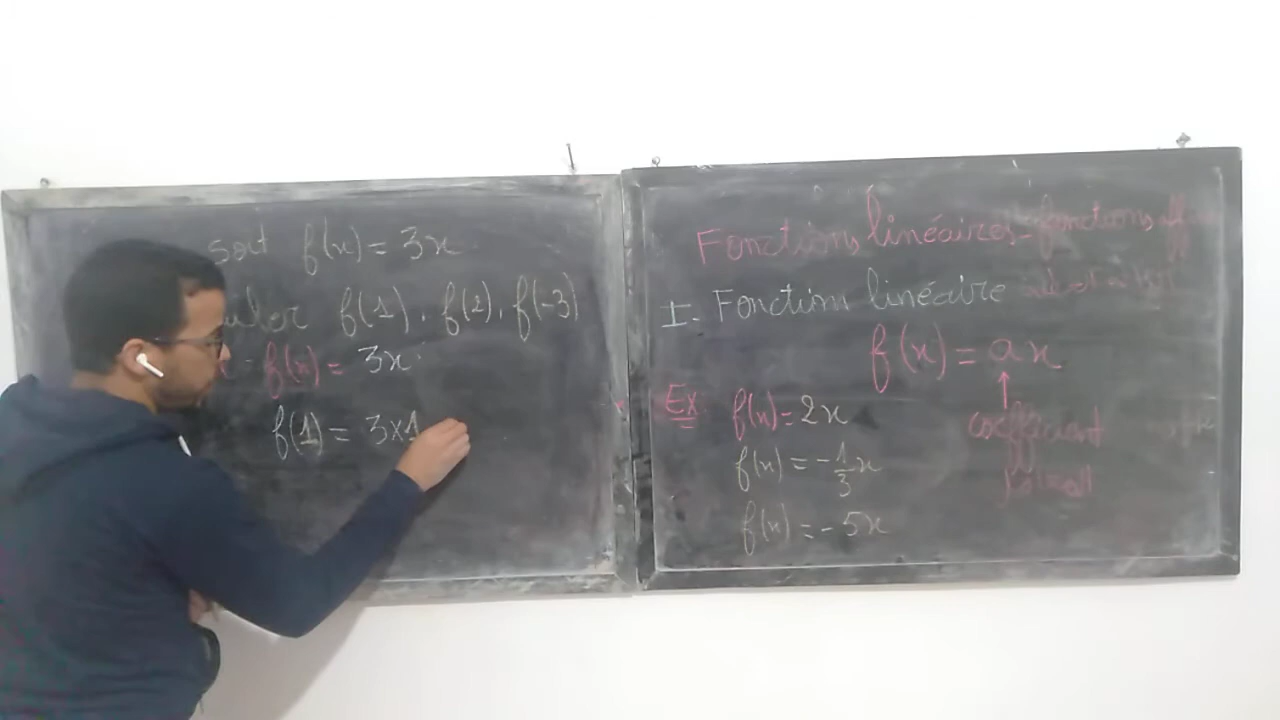 soit f(x) = 3x
f(1), f(2), f(-3)
f(x) = 3x
f(1) = 3×1
Fonctions linéaires - fonctions
I. Fonction linéaire
f(x) = ax
Ex f(x) = 2x
coefficient
f(x) = -1/3 x
f(x) = -5x